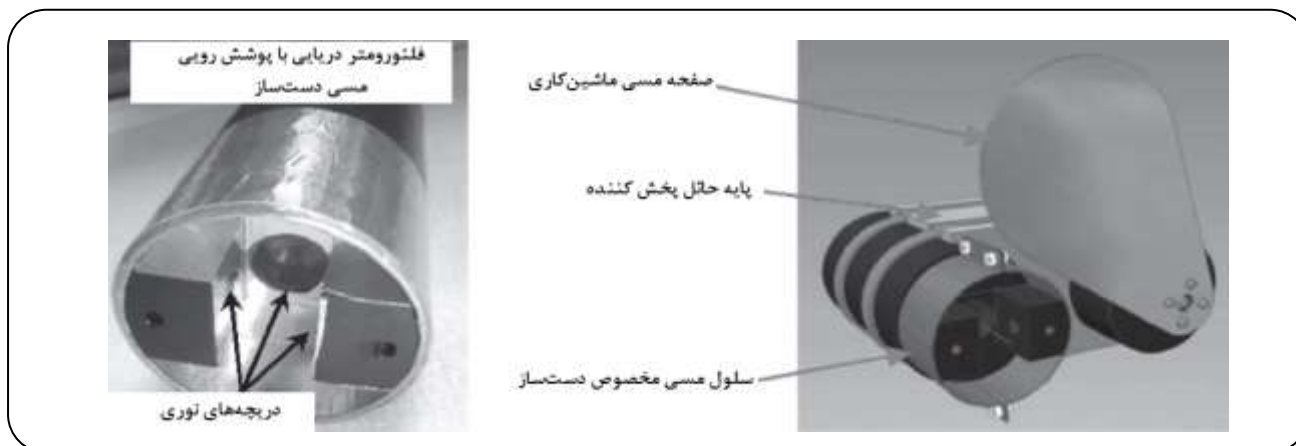 فلئورومتر دریایی با پوشش رویی
مسی دست‌ساز
دریچه‌های نوری
صفحه مسی ماشین‌کاری
پایه حائل پخش کننده
سلول مسی مخصوص دست‌ساز